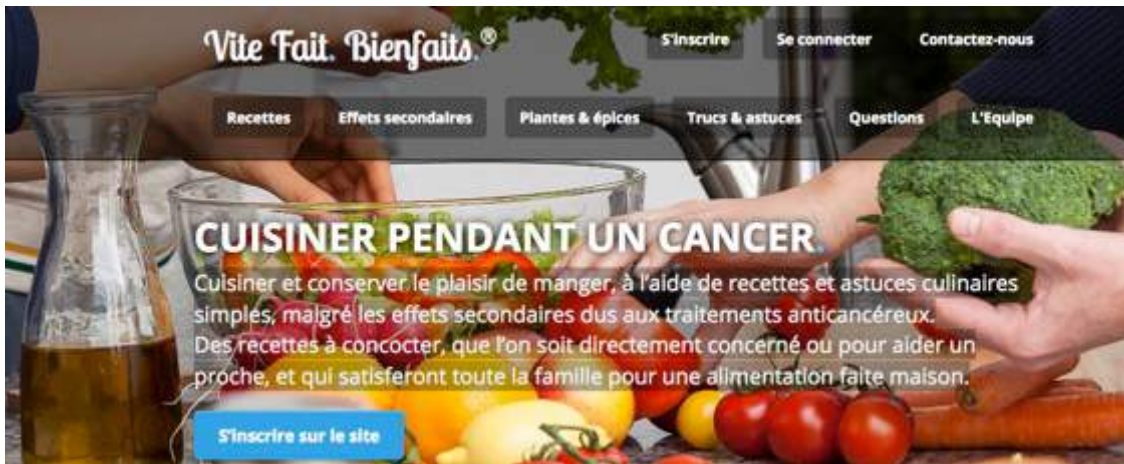 Vite Fait. Bienfaits.®
S'inscrire Se connecter Contactez-nous
Recettes Effets secondaires Plantes & épices Trucs & astuces Questions L'Equipe
CUISINER PENDANT UN CANCER.
Cuisiner et conserver le plaisir de manger, à l'aide de recettes et astuces culinaires
simples, malgré les effets secondaires dus aux traitements anticancéreux.
Des recettes à concocter, que l'on soit directement concerné ou pour aider un
proche, et qui satisferont toute la famille pour une alimentation faite maison.
S'inscrire sur le site